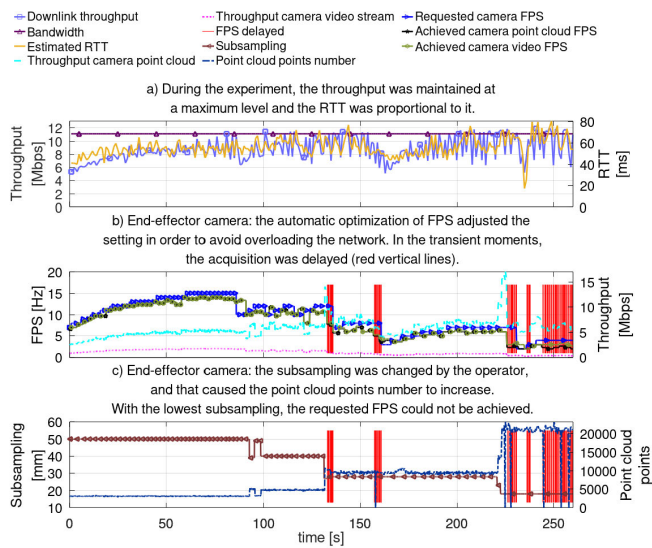 Downlink throughput
Throughput camera video stream
Requested camera FPS
Bandwidth
FPS delayed
Achieved camera point cloud FPS
Estimated RTT
Subsampling
Achieved camera video FPS
Throughput camera point cloud
Point cloud points number
a) During the experiment, the throughput was maintained at
a maximum level and the RTT was proportional to it.
Throughput
[Mbps]
12
10
8
6
4
2
0
80
60
40
20
0
RTT
[ms]
b) End-effector camera: the automatic optimization of FPS adjusted the
setting in order to avoid overloading the network. In the transient moments,
the acquisition was delayed (red vertical lines).
FPS [Hz]
20
15
10
5
0
15
10
5
0
Throughput
[Mbps]
c) End-effector camera: the subsampling was changed by the operator,
and that caused the point cloud points number to increase.
With the lowest subsampling, the requested FPS could not be achieved.
Subsampling
[mm]
60
50
40
30
20
10
20000
15000
10000
5000
0
Point cloud
points
0 50 100 150 200 250
time [s]